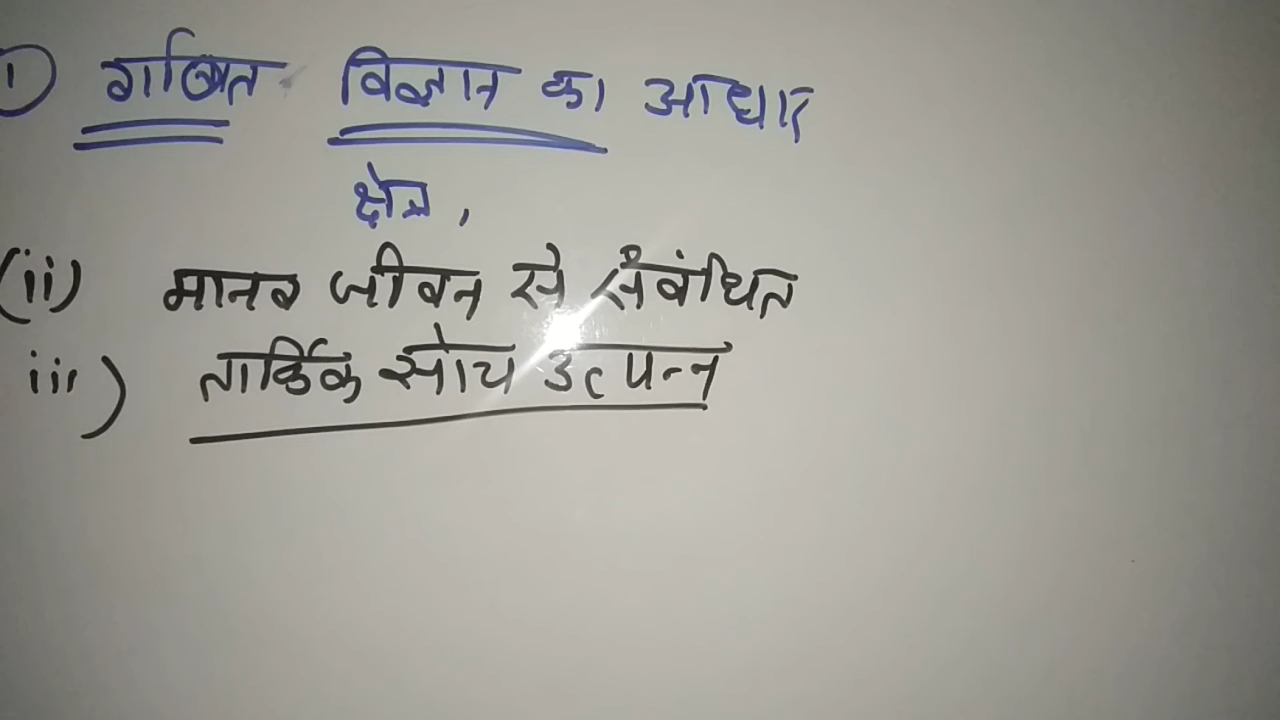 1) गणित विज्ञान का आधार
क्षेत्र,
(ii) मानव जीवन से संबंधित
iii) तार्किक सोच उत्पन्न